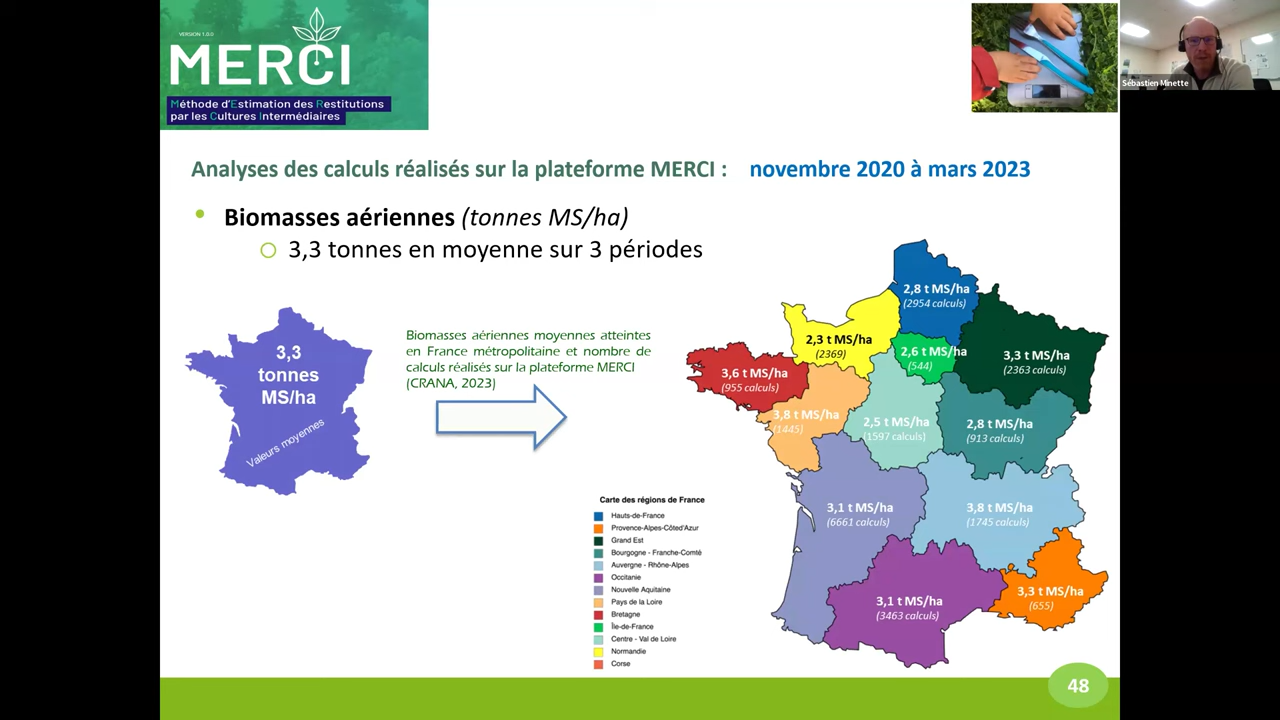 VERSION 1.0.0
MERCI
Méthode d'Estimation des Restitutions
par les Cultures Intermédiaires
Sébastien Minette
Analyses des calculs réalisés sur la plateforme MERCI : novembre 2020 à mars 2023
• Biomasses aériennes (tonnes MS/ha)
3,3 tonnes en moyenne sur 3 périodes
3,3
tonnes
MS/ha
Valeurs moyennes
Biomasses aériennes moyennes atteintes
en France métropolitaine et nombre de
calculs réalisés sur la plateforme MERCI
(CRANA, 2023)
2,8 t MS/ha
(2954 calculs)
2,3 t MS/ha
(2369)
2,6 t MS/ha
(544)
3,3 t MS/ha
(2363 calculs)
3,6 t MS/ha
(955 calculs)
3,8 t MS/ha
(1445)
2,5 t MS/ha
(1597 calculs)
2,8 t MS/ha
(913 calculs)
3,1 t MS/ha
(6661 calculs)
3,8 t MS/ha
(1745 calculs)
3,1 t MS/ha
(3463 calculs)
3,3 t MS/ha
(655)
Carte des régions de France
Hauts-de-France
Provence-Alpes-Côted'Azur
Grand Est
Bourgogne - Franche-Comté
Auvergne - Rhône-Alpes
Occitanie
Nouvelle Aquitaine
Pays de la Loire
Bretagne
Île-de-France
Centre - Val de Loire
Normandie
Corse
48